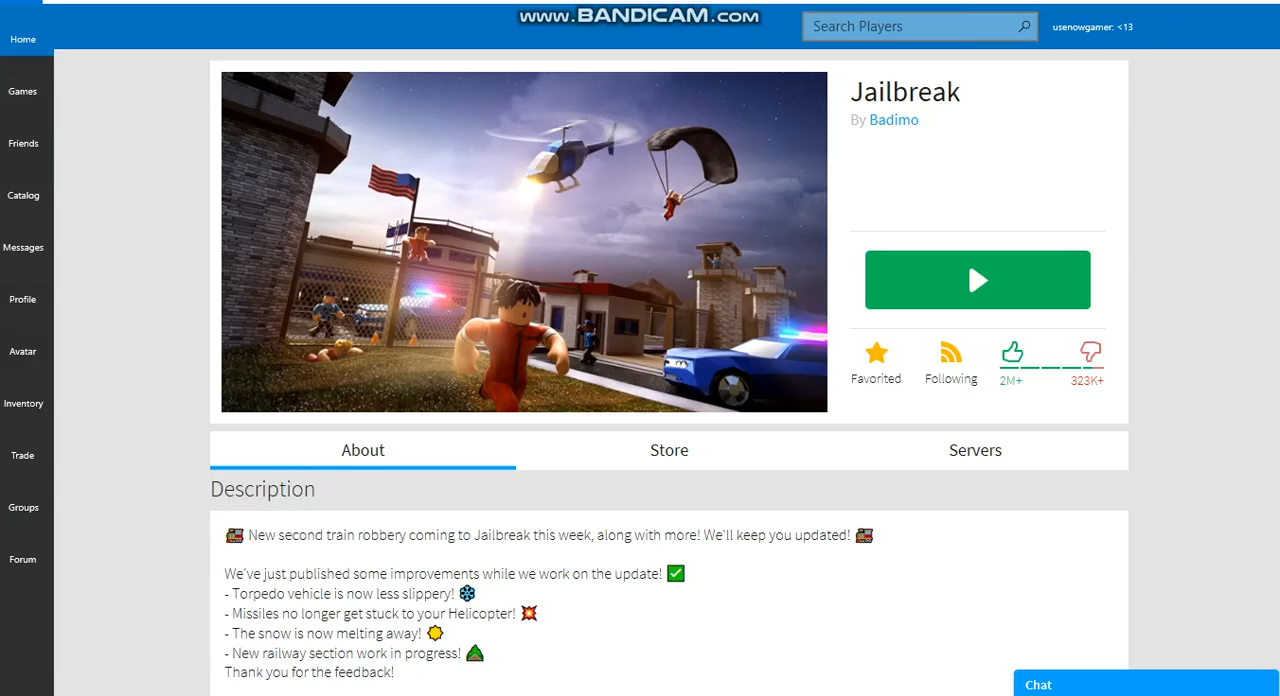 www.BANDICAM.com
Search Players
usenowgamer: <13
Home
Games
Friends
Catalog
Messages
Profile
Avatar
Inventory
Trade
Groups
Forum
Jailbreak
By Badimo
Favorited
Following
2M+
323K+
About
Store
Servers
Description
🚂 New second train robbery coming to Jailbreak this week, along with more! We'll keep you updated! 🚂
We've just published some improvements while we work on the update! ✅
- Torpedo vehicle is now less slippery! ❄
- Missiles no longer get stuck to your Helicopter! 💥
- The snow is now melting away! ☀
- New railway section work in progress! 🛤
Thank you for the feedback!
Chat